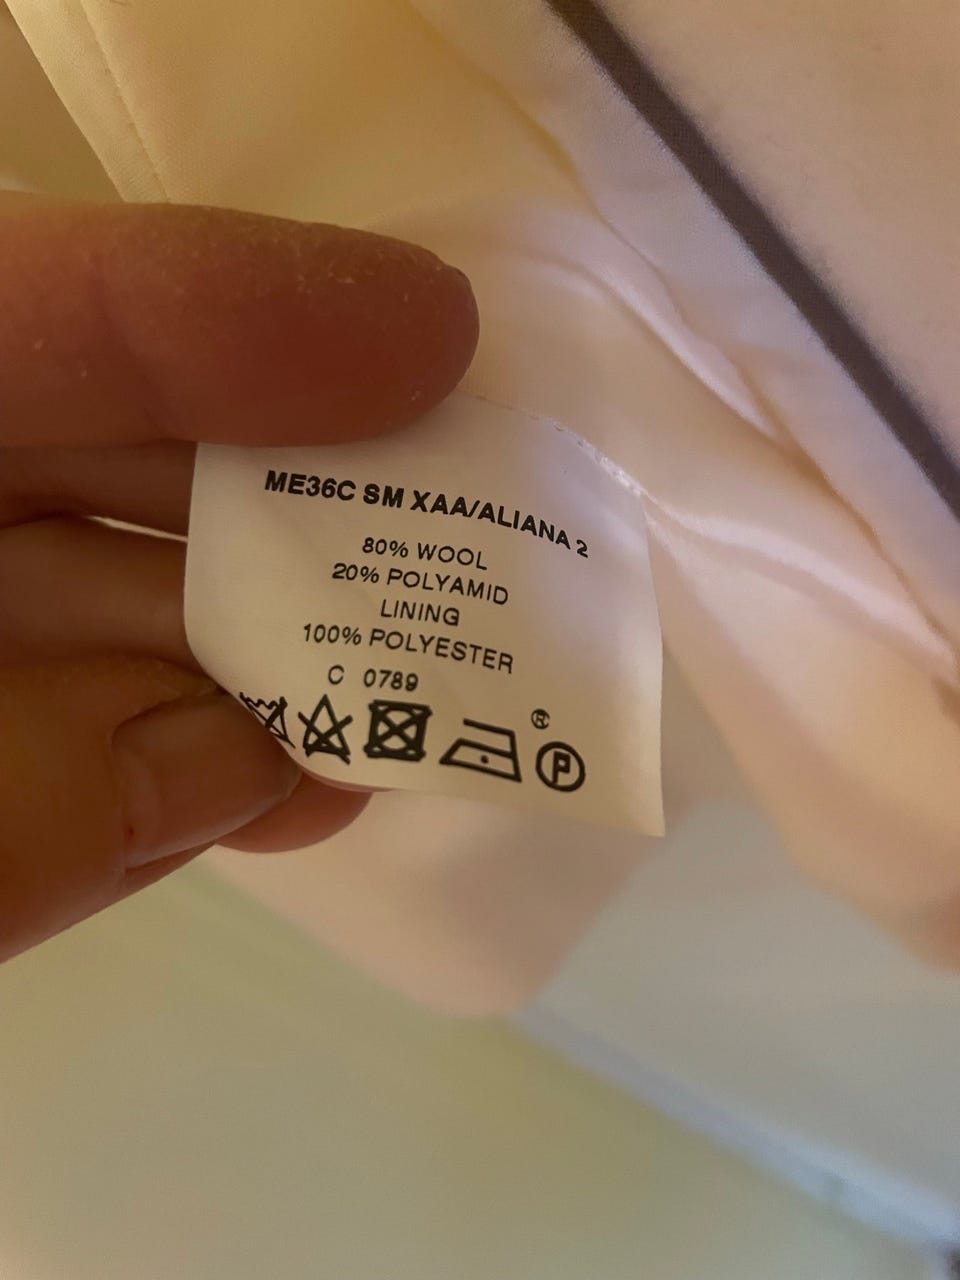 ME36C SM XAA/ALIANA 2
80% WOOL
20% POLYAMID
LINING
100% POLYESTER
C 0789
®
P